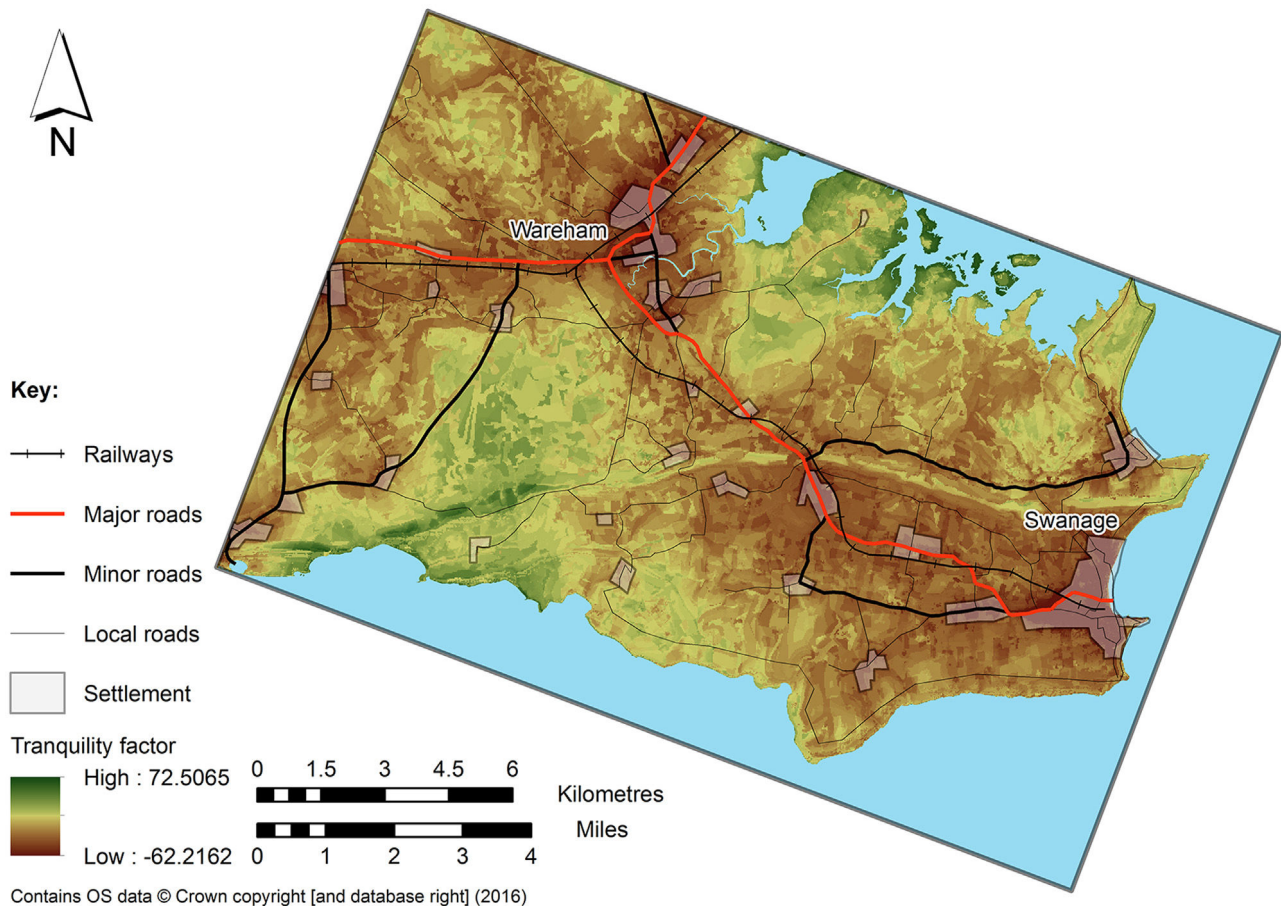 N
Wareham
Swanage
Key:
Railways
Major roads
Minor roads
Local roads
Settlement
Tranquility factor
High : 72.5065
Low : -62.2162
0 1.5 3 4.5 6
Kilometres
Miles
0 1 2 3 4
Contains OS data © Crown copyright [and database right] (2016)